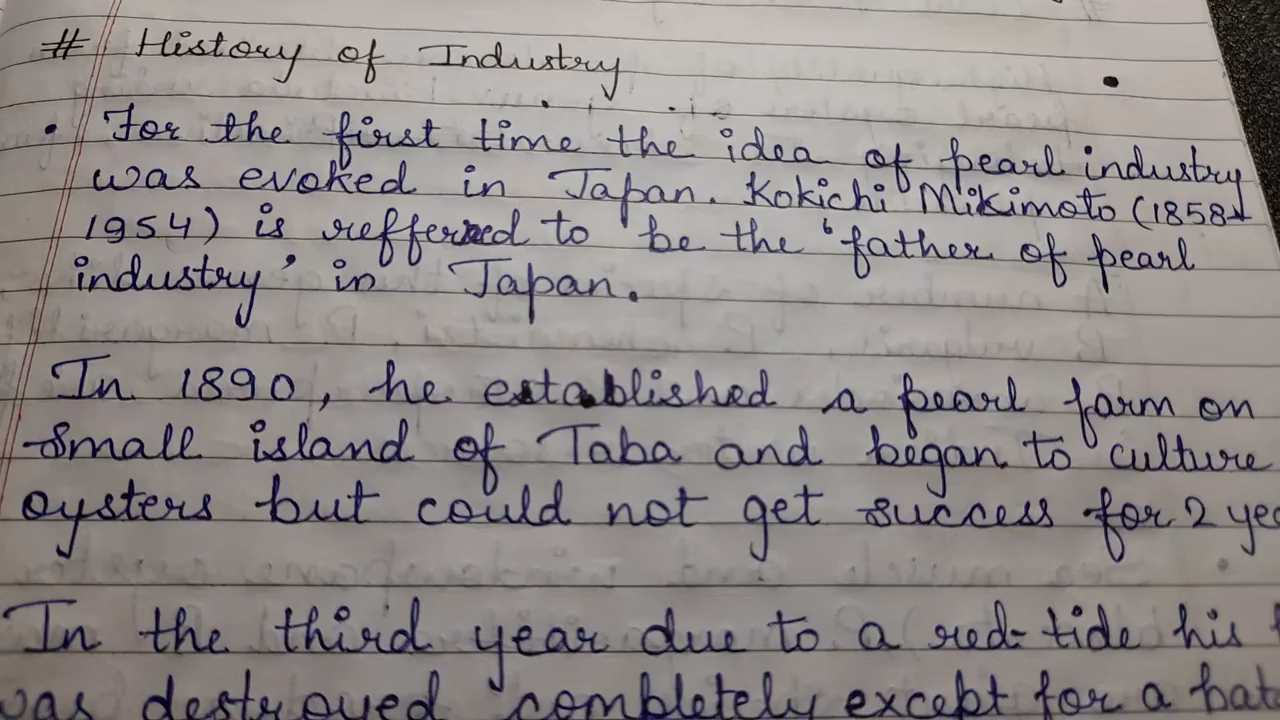 # History of Industry
• For the first time the idea of pearl industry
was evoked in Japan. Kokichi Mikimoto (1858-
1954) is refferred to be the 'father of pearl
industry' in Japan.
In 1890, he established a pearl farm on
small island of Taba and began to culture
oysters but could not get success for 2
In the third year due to a red-tide his
was destroyed completely except for a